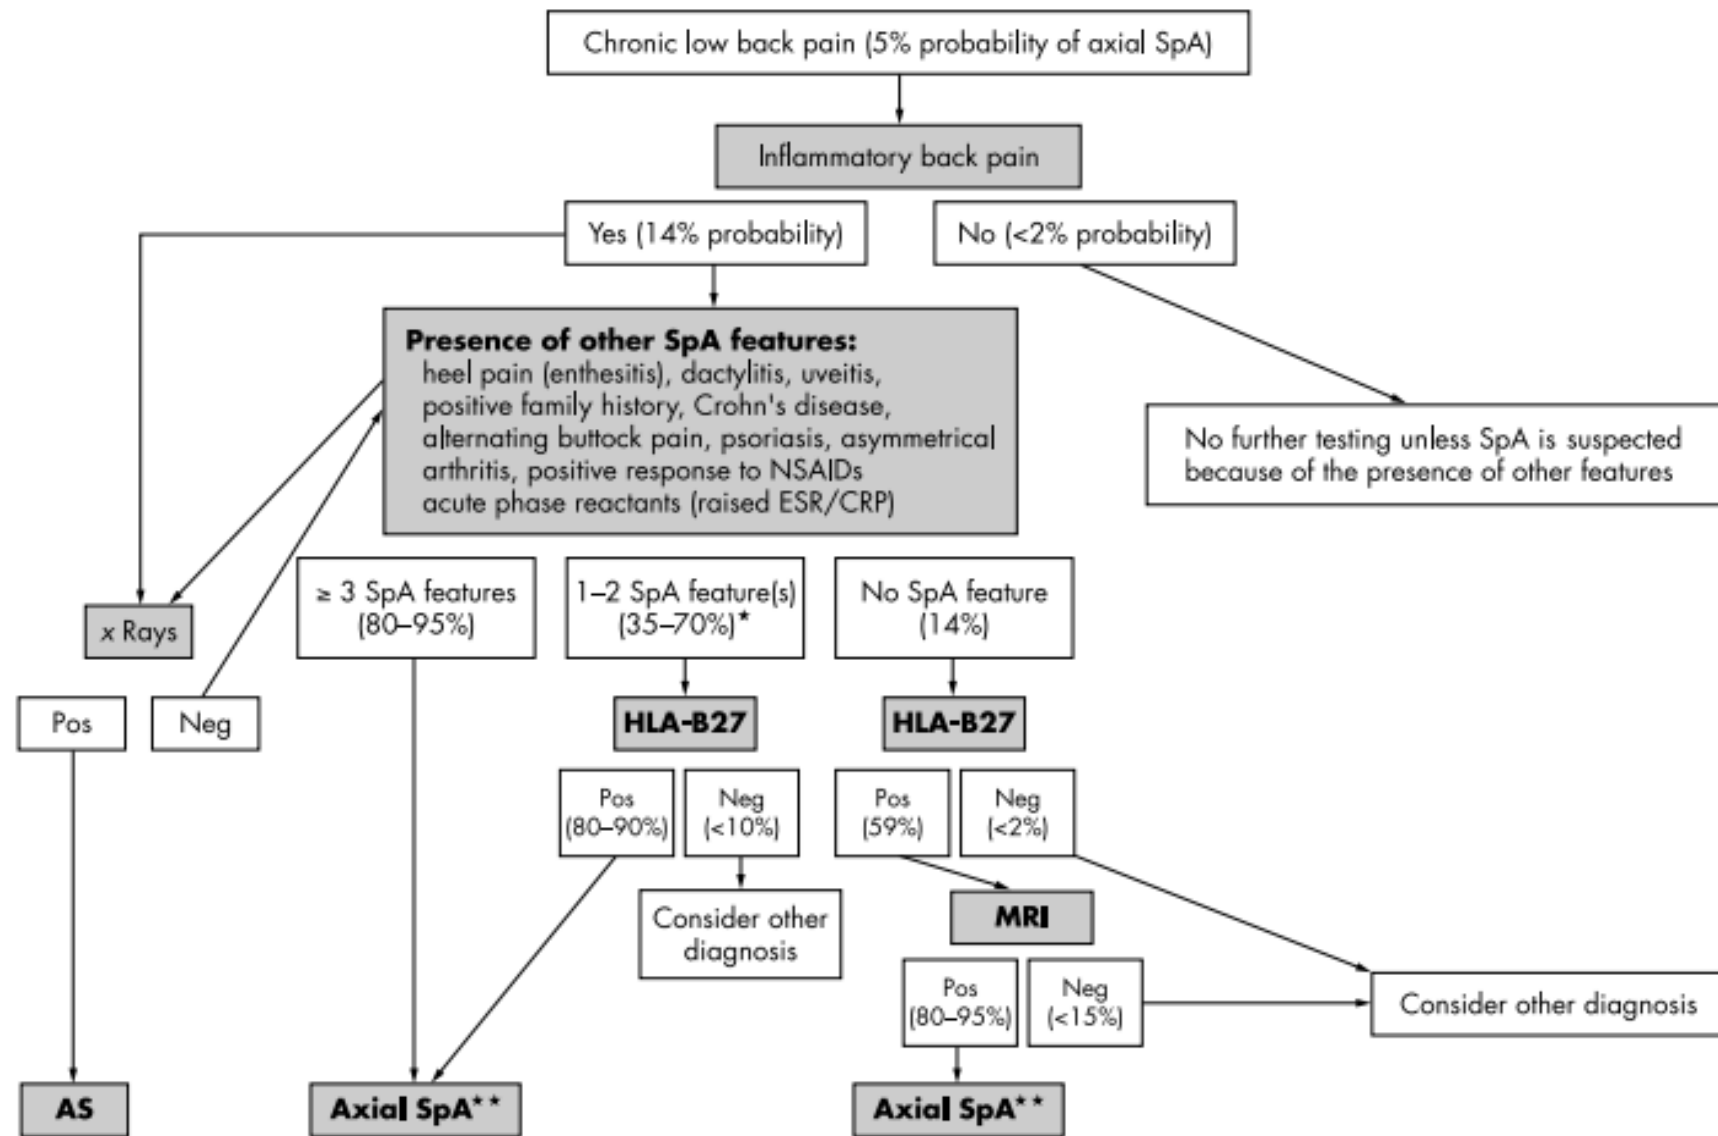 Chronic low back pain (5% probability of axial SpA)
Inflammatory back pain
Yes (14% probability)
No (<2% probability)
Presence of other SpA features:
heel pain (enthesitis), dactylitis, uveitis,
positive family history, Crohn's disease,
alternating buttock pain, psoriasis, asymmetrical
arthritis, positive response to NSAIDs
acute phase reactants (raised ESR/CRP)
No further testing unless SpA is suspected
because of the presence of other features
x Rays
≥ 3 SpA features
(80–95%)
1–2 SpA feature(s)
(35–70%)*
No SpA feature
(14%)
Pos
Neg
HLA-B27
HLA-B27
Pos
(80–90%)
Neg
(<10%)
Pos
(59%)
Neg
(<2%)
Consider other
diagnosis
MRI
Pos
(80–95%)
Neg
(<15%)
Consider other diagnosis
AS
Axial SpA**
Axial SpA**